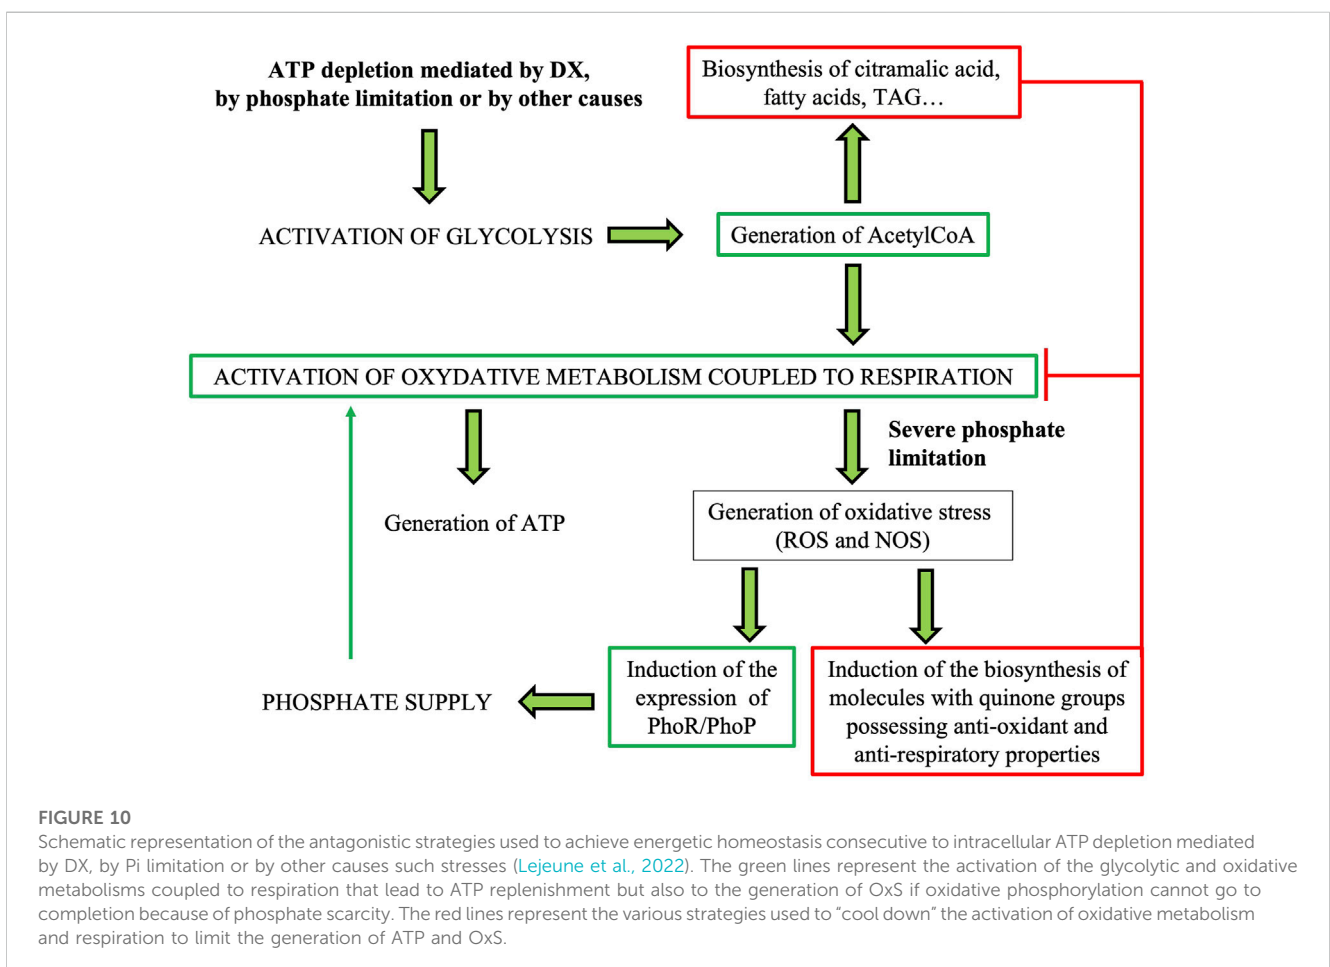 ATP depletion mediated by DX,
by phosphate limitation or by other causes
Biosynthesis of citramalic acid,
fatty acids, TAG…
ACTIVATION OF GLYCOLYSIS
Generation of AcetylCoA
ACTIVATION OF OXYDATIVE METABOLISM COUPLED TO RESPIRATION
Severe phosphate
limitation
Generation of ATP
Generation of oxidative stress
(ROS and NOS)
PHOSPHATE SUPPLY
Induction of the
expression of
PhoR/PhoP
Induction of the biosynthesis of
molecules with quinone groups
possessing anti-oxidant and
anti-respiratory properties
FIGURE 10
Schematic representation of the antagonistic strategies used to achieve energetic homeostasis consecutive to intracellular ATP depletion mediated
by DX, by Pi limitation or by other causes such stresses (Lejeune et al., 2022). The green lines represent the activation of the glycolytic and oxidative
metabolisms coupled to respiration that lead to ATP replenishment but also to the generation of OxS if oxidative phosphorylation cannot go to
completion because of phosphate scarcity. The red lines represent the various strategies used to “cool down” the activation of oxidative metabolism
and respiration to limit the generation of ATP and OxS.